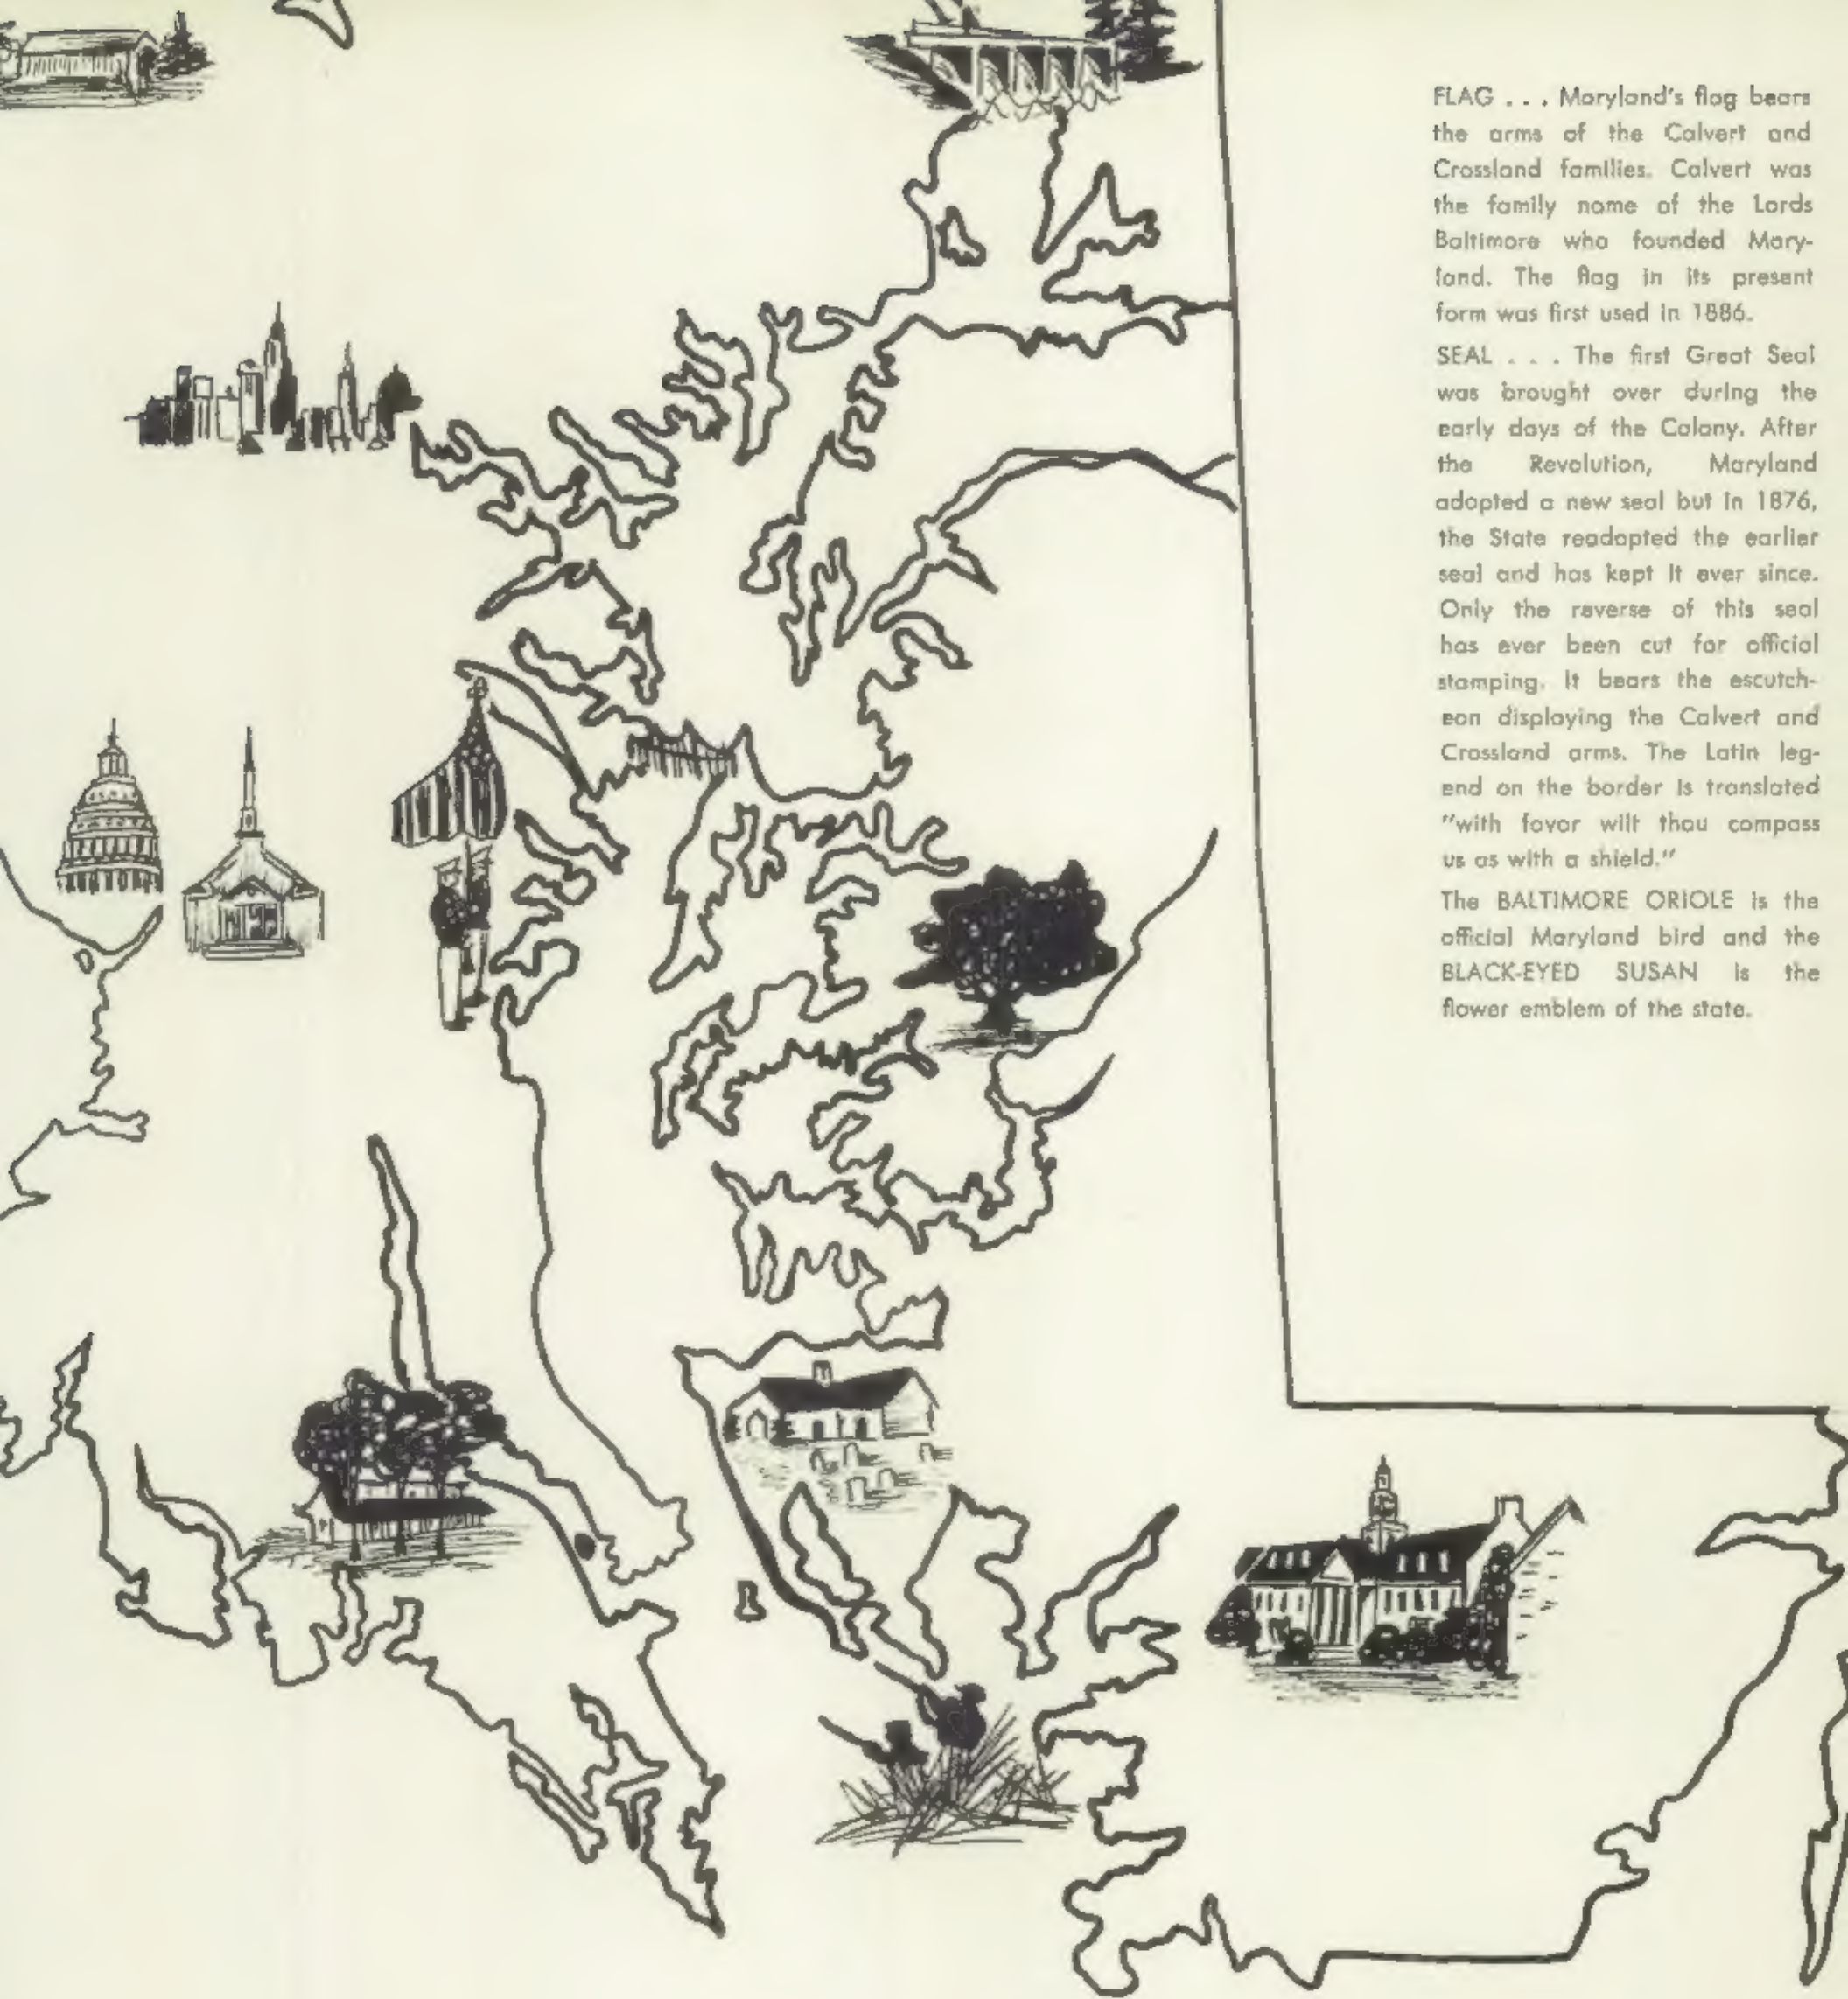 FLAG . . . Maryland's flag bears
the arms of the Calvert and
Crossland families. Calvert was
the family name of the Lords
Baltimore who founded Mary-
land. The flag in its present
form was first used in 1886.
SEAL . . . The first Great Seal
was brought over during the
early days of the Colony. After
the Revolution, Maryland
adopted a new seal but in 1876,
the State readopted the earlier
seal and has kept it ever since.
Only the reverse of this seal
has ever been cut for official
stamping. It bears the escutch-
eon displaying the Calvert and
Crossland arms. The Latin leg-
end on the border is translated
"with favor wilt thou compass
us as with a shield."
The BALTIMORE ORIOLE is the
official Maryland bird and the
BLACK-EYED SUSAN is the
flower emblem of the state.